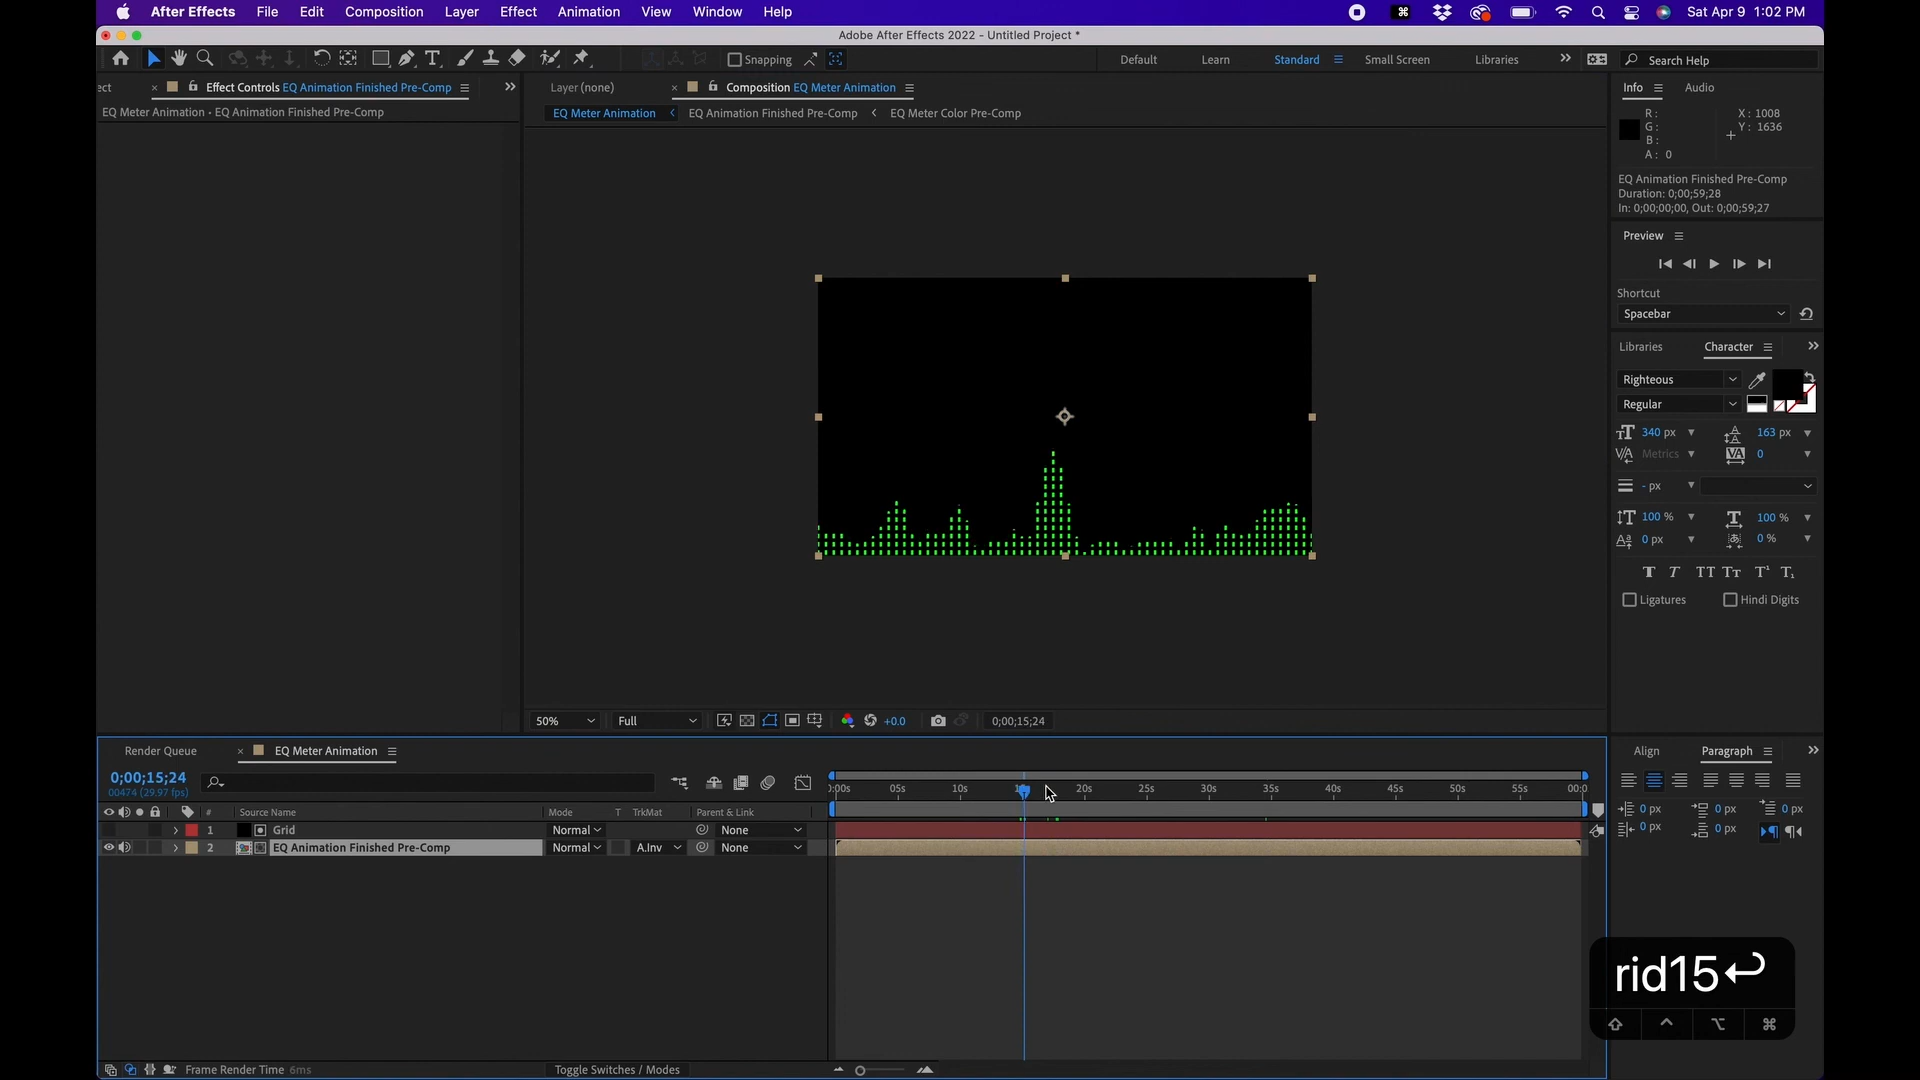 After Effects File Edit Composition Layer Effect Animation View Window Help Sat Apr 9 1:02 PM
Adobe After Effects 2022 - Untitled Project *
Snapping Default Learn Standard Small Screen Libraries Search Help
ect × Effect Controls EQ Animation Finished Pre-Comp
EQ Meter Animation • EQ Animation Finished Pre-Comp
Layer (none) × Composition EQ Meter Animation
EQ Meter Animation < EQ Animation Finished Pre-Comp < EQ Meter Color Pre-Comp
Info Audio
R: X: 1008
G: Y: 1636
B:
A: 0
EQ Animation Finished Pre-Comp
Duration: 0;00;59;28
In: 0;00;00;00, Out: 0;00;59;27
Preview
Shortcut
Spacebar
Libraries Character
Righteous
Regular
340 px 163 px
Metrics 0
- px
100 % 100 %
0 px 0 %
Ligatures Hindi Digits
50% Full +0.0 0;00;15;24
Render Queue × EQ Meter Animation
0;00;15;24
00474 (29.97 fps)
# Source Name Mode T TrkMat Parent & Link
):00s 05s 10s 20s 25s 30s 35s 40s 45s 50s 55s 00:0
1 Grid Normal None
2 EQ Animation Finished Pre-Comp Normal A.Inv None
Frame Render Time 6ms Toggle Switches / Modes
Align Paragraph
0 px 0 px 0 px
0 px 0 px
rid15↩